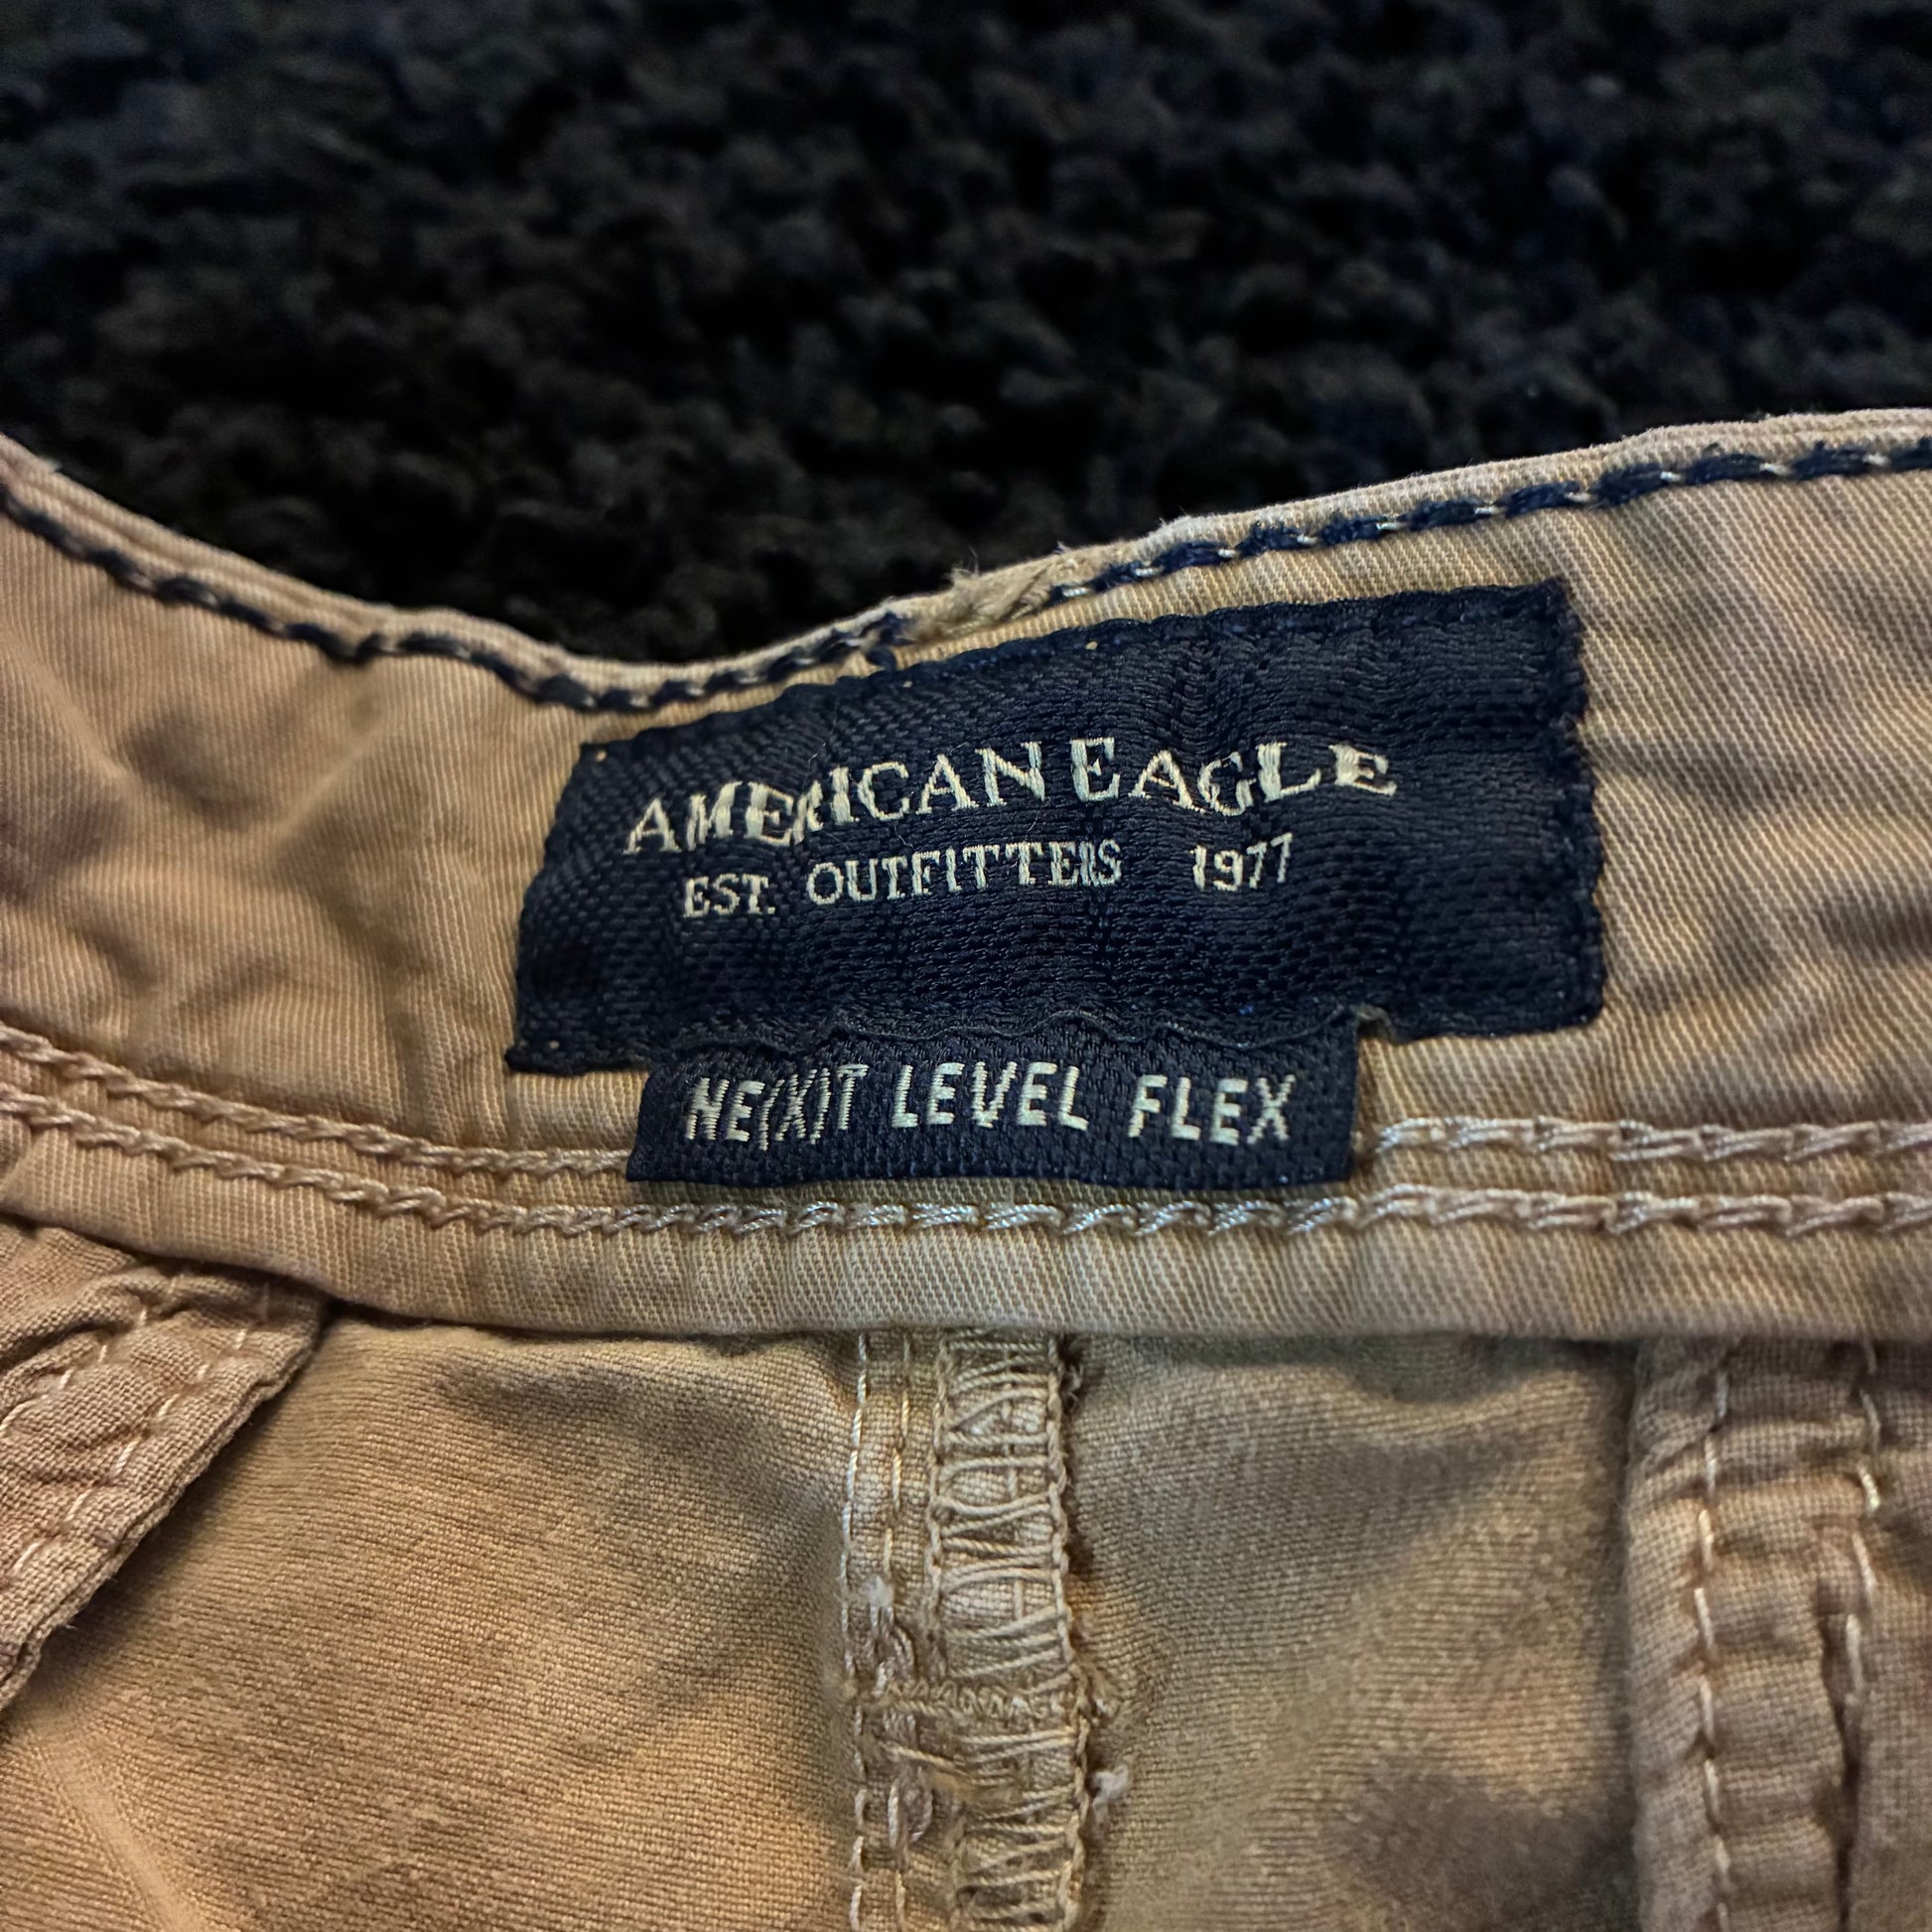 AMERICAN EAGLE
EST. OUTFITTERS 1977
NE(X)T LEVEL FLEX